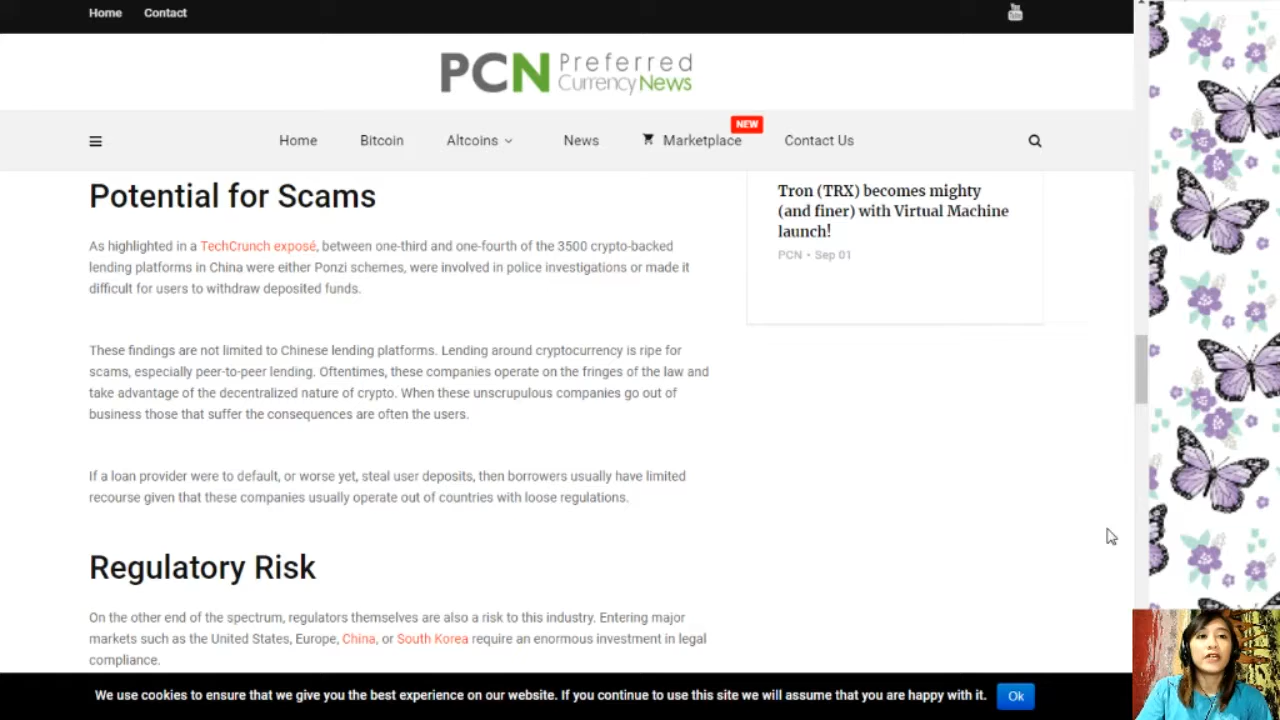 Home Contact
You Tube
PCN Preferred
CurrencyNews
NEW
Home Bitcoin Altcoins News Marketplace Contact Us
Potential for Scams
As highlighted in a TechCrunch exposé, between one-third and one-fourth of the 3500 crypto-backed
lending platforms in China were either Ponzi schemes, were involved in police investigations or made it
difficult for users to withdraw deposited funds.
These findings are not limited to Chinese lending platforms. Lending around cryptocurrency is ripe for
scams, especially peer-to-peer lending. Oftentimes, these companies operate on the fringes of the law and
take advantage of the decentralized nature of crypto. When these unscrupulous companies go out of
business those that suffer the consequences are often the users.
If a loan provider were to default, or worse yet, steal user deposits, then borrowers usually have limited
recourse given that these companies usually operate out of countries with loose regulations.
Regulatory Risk
On the other end of the spectrum, regulators themselves are also a risk to this industry. Entering major
markets such as the United States, Europe, China, or South Korea require an enormous investment in legal
compliance.
Tron (TRX) becomes mighty
(and finer) with Virtual Machine
launch!
PCN • Sep 01
We use cookies to ensure that we give you the best experience on our website. If you continue to use this site we will assume that you are happy with it. Ok